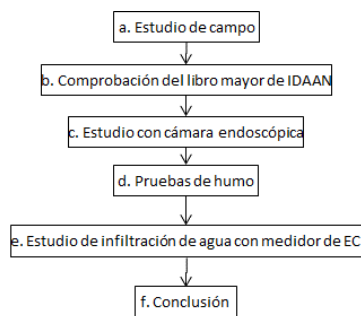 a. Estudio de campo
b. Comprobación del libro mayor de IDAAN
c. Estudio con cámara endoscópica
d. Pruebas de humo
e. Estudio de infiltración de agua con medidor de EC
f. Conclusión